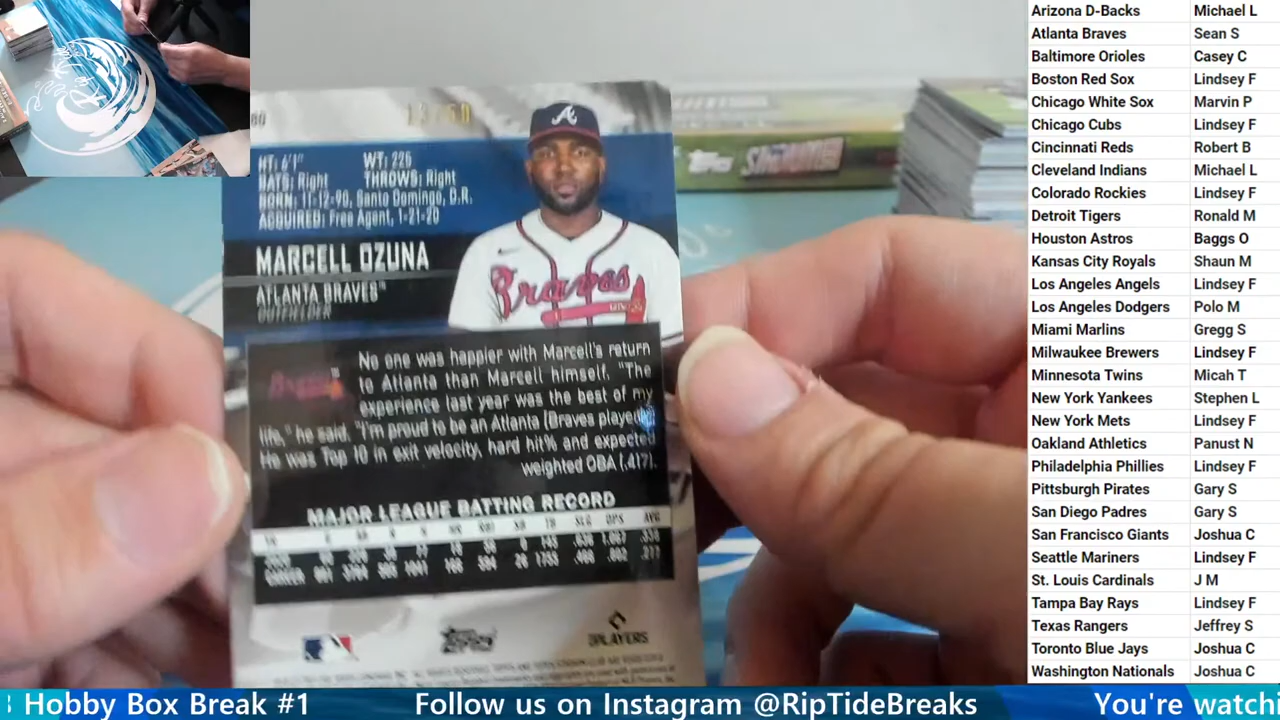 Arizona D-Backs Michael L
Atlanta Braves Sean S
Baltimore Orioles Casey C
Boston Red Sox Lindsey F
Chicago White Sox Marvin P
Chicago Cubs Lindsey F
Cincinnati Reds Robert B
Cleveland Indians Michael L
Colorado Rockies Lindsey F
Detroit Tigers Ronald M
Houston Astros Baggs O
Kansas City Royals Shaun M
Los Angeles Angels Lindsey F
Los Angeles Dodgers Polo M
Miami Marlins Gregg S
Milwaukee Brewers Lindsey F
Minnesota Twins Micah T
New York Yankees Stephen L
New York Mets Lindsey F
Oakland Athletics Panust N
Philadelphia Phillies Lindsey F
Pittsburgh Pirates Gary S
San Diego Padres Gary S
San Francisco Giants Joshua C
Seattle Mariners Lindsey F
St. Louis Cardinals J M
Tampa Bay Rays Lindsey F
Texas Rangers Jeffrey S
Toronto Blue Jays Joshua C
Washington Nationals Joshua C
HT: 6'1" WT: 225
BATS: Right THROWS: Right
BORN: 11-12-90, Santo Domingo, D.R.
ACQUIRED: Free Agent, 1-21-20
MARCELL OZUNA
ATLANTA BRAVES™
OUTFIELDER
A
Braves
No one was happier with Marcell's return
to Atlanta than Marcell himself. "The
experience last year was the best of my
life," he said. "I'm proud to be an Atlanta (Braves player)
He was Top 10 in exit velocity, hard hit% and expected
weighted OBA (.417).
MAJOR LEAGUE BATTING RECORD
topps
PLAYERS
topps
Hobby Box Break #1 Follow us on Instagram @RipTideBreaks You're watchi